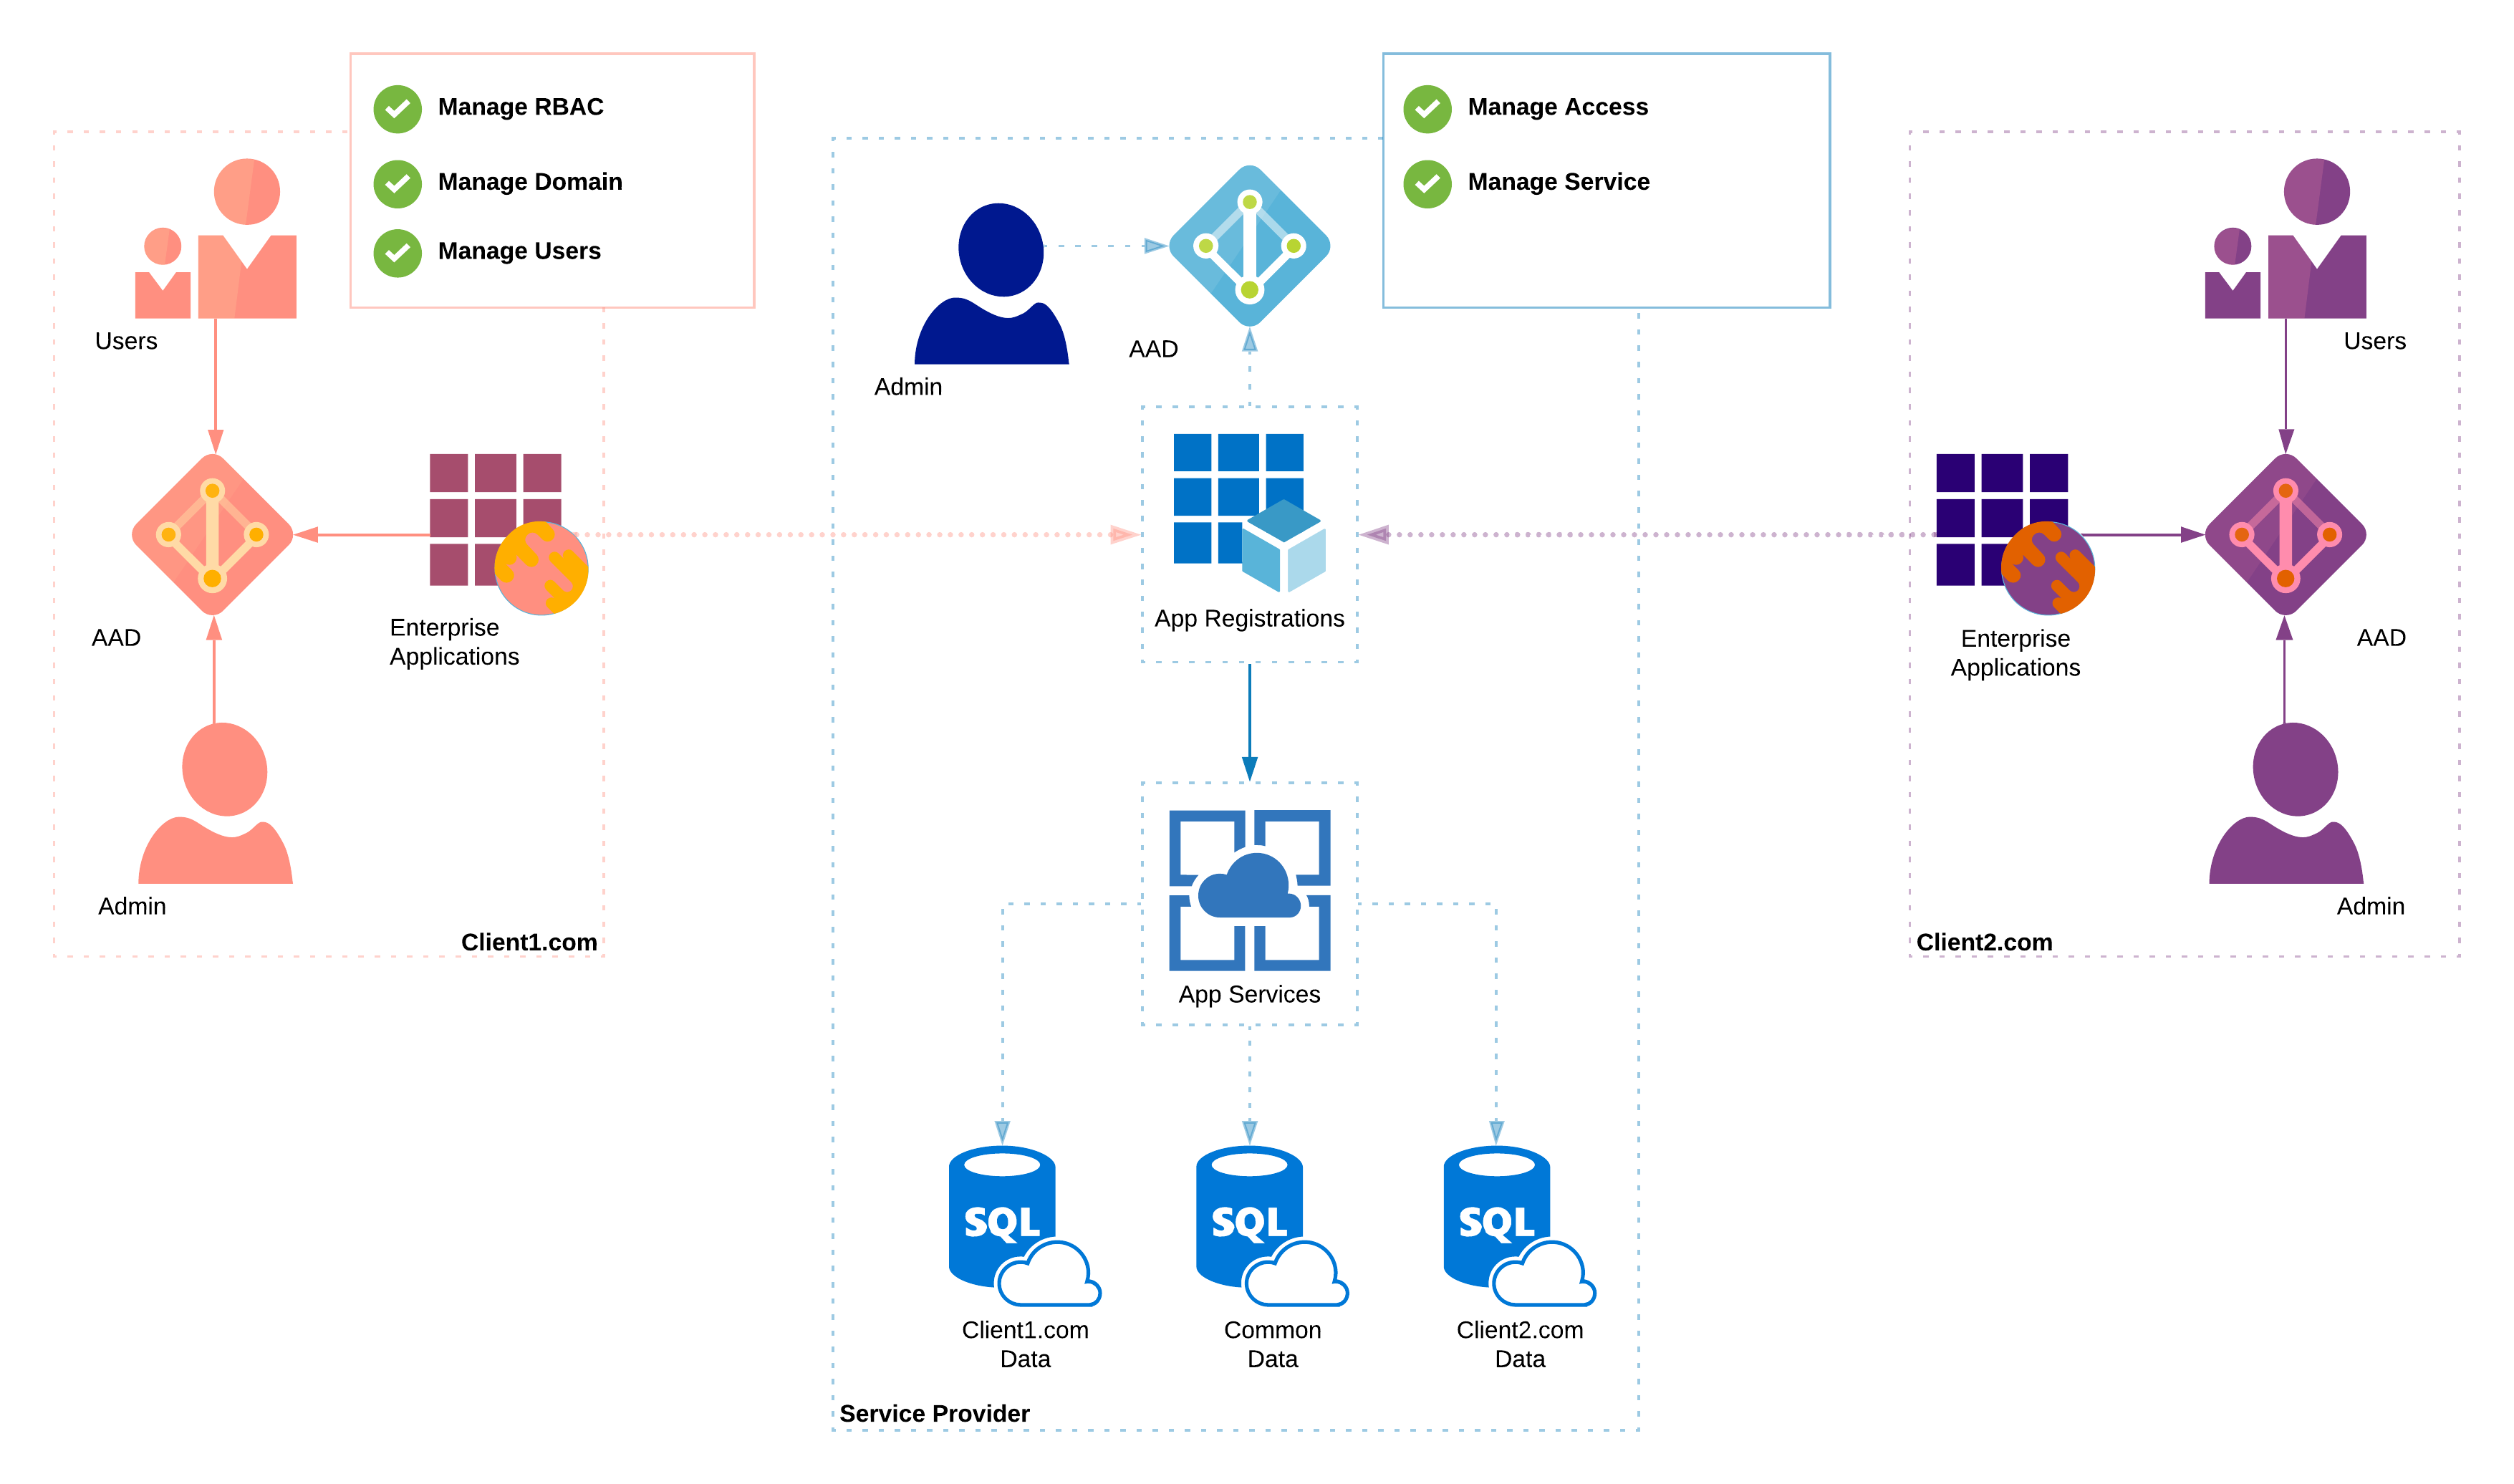 Manage RBAC
Manage Domain
Manage Users
Manage Access
Manage Service
Users
AAD
Enterprise
Applications
Admin
Client1.com
Admin
AAD
App Registrations
App Services
SQL
SQL
SQL
Client1.com
Data
Common
Data
Client2.com
Data
Service Provider
Users
Enterprise
Applications
AAD
Admin
Client2.com